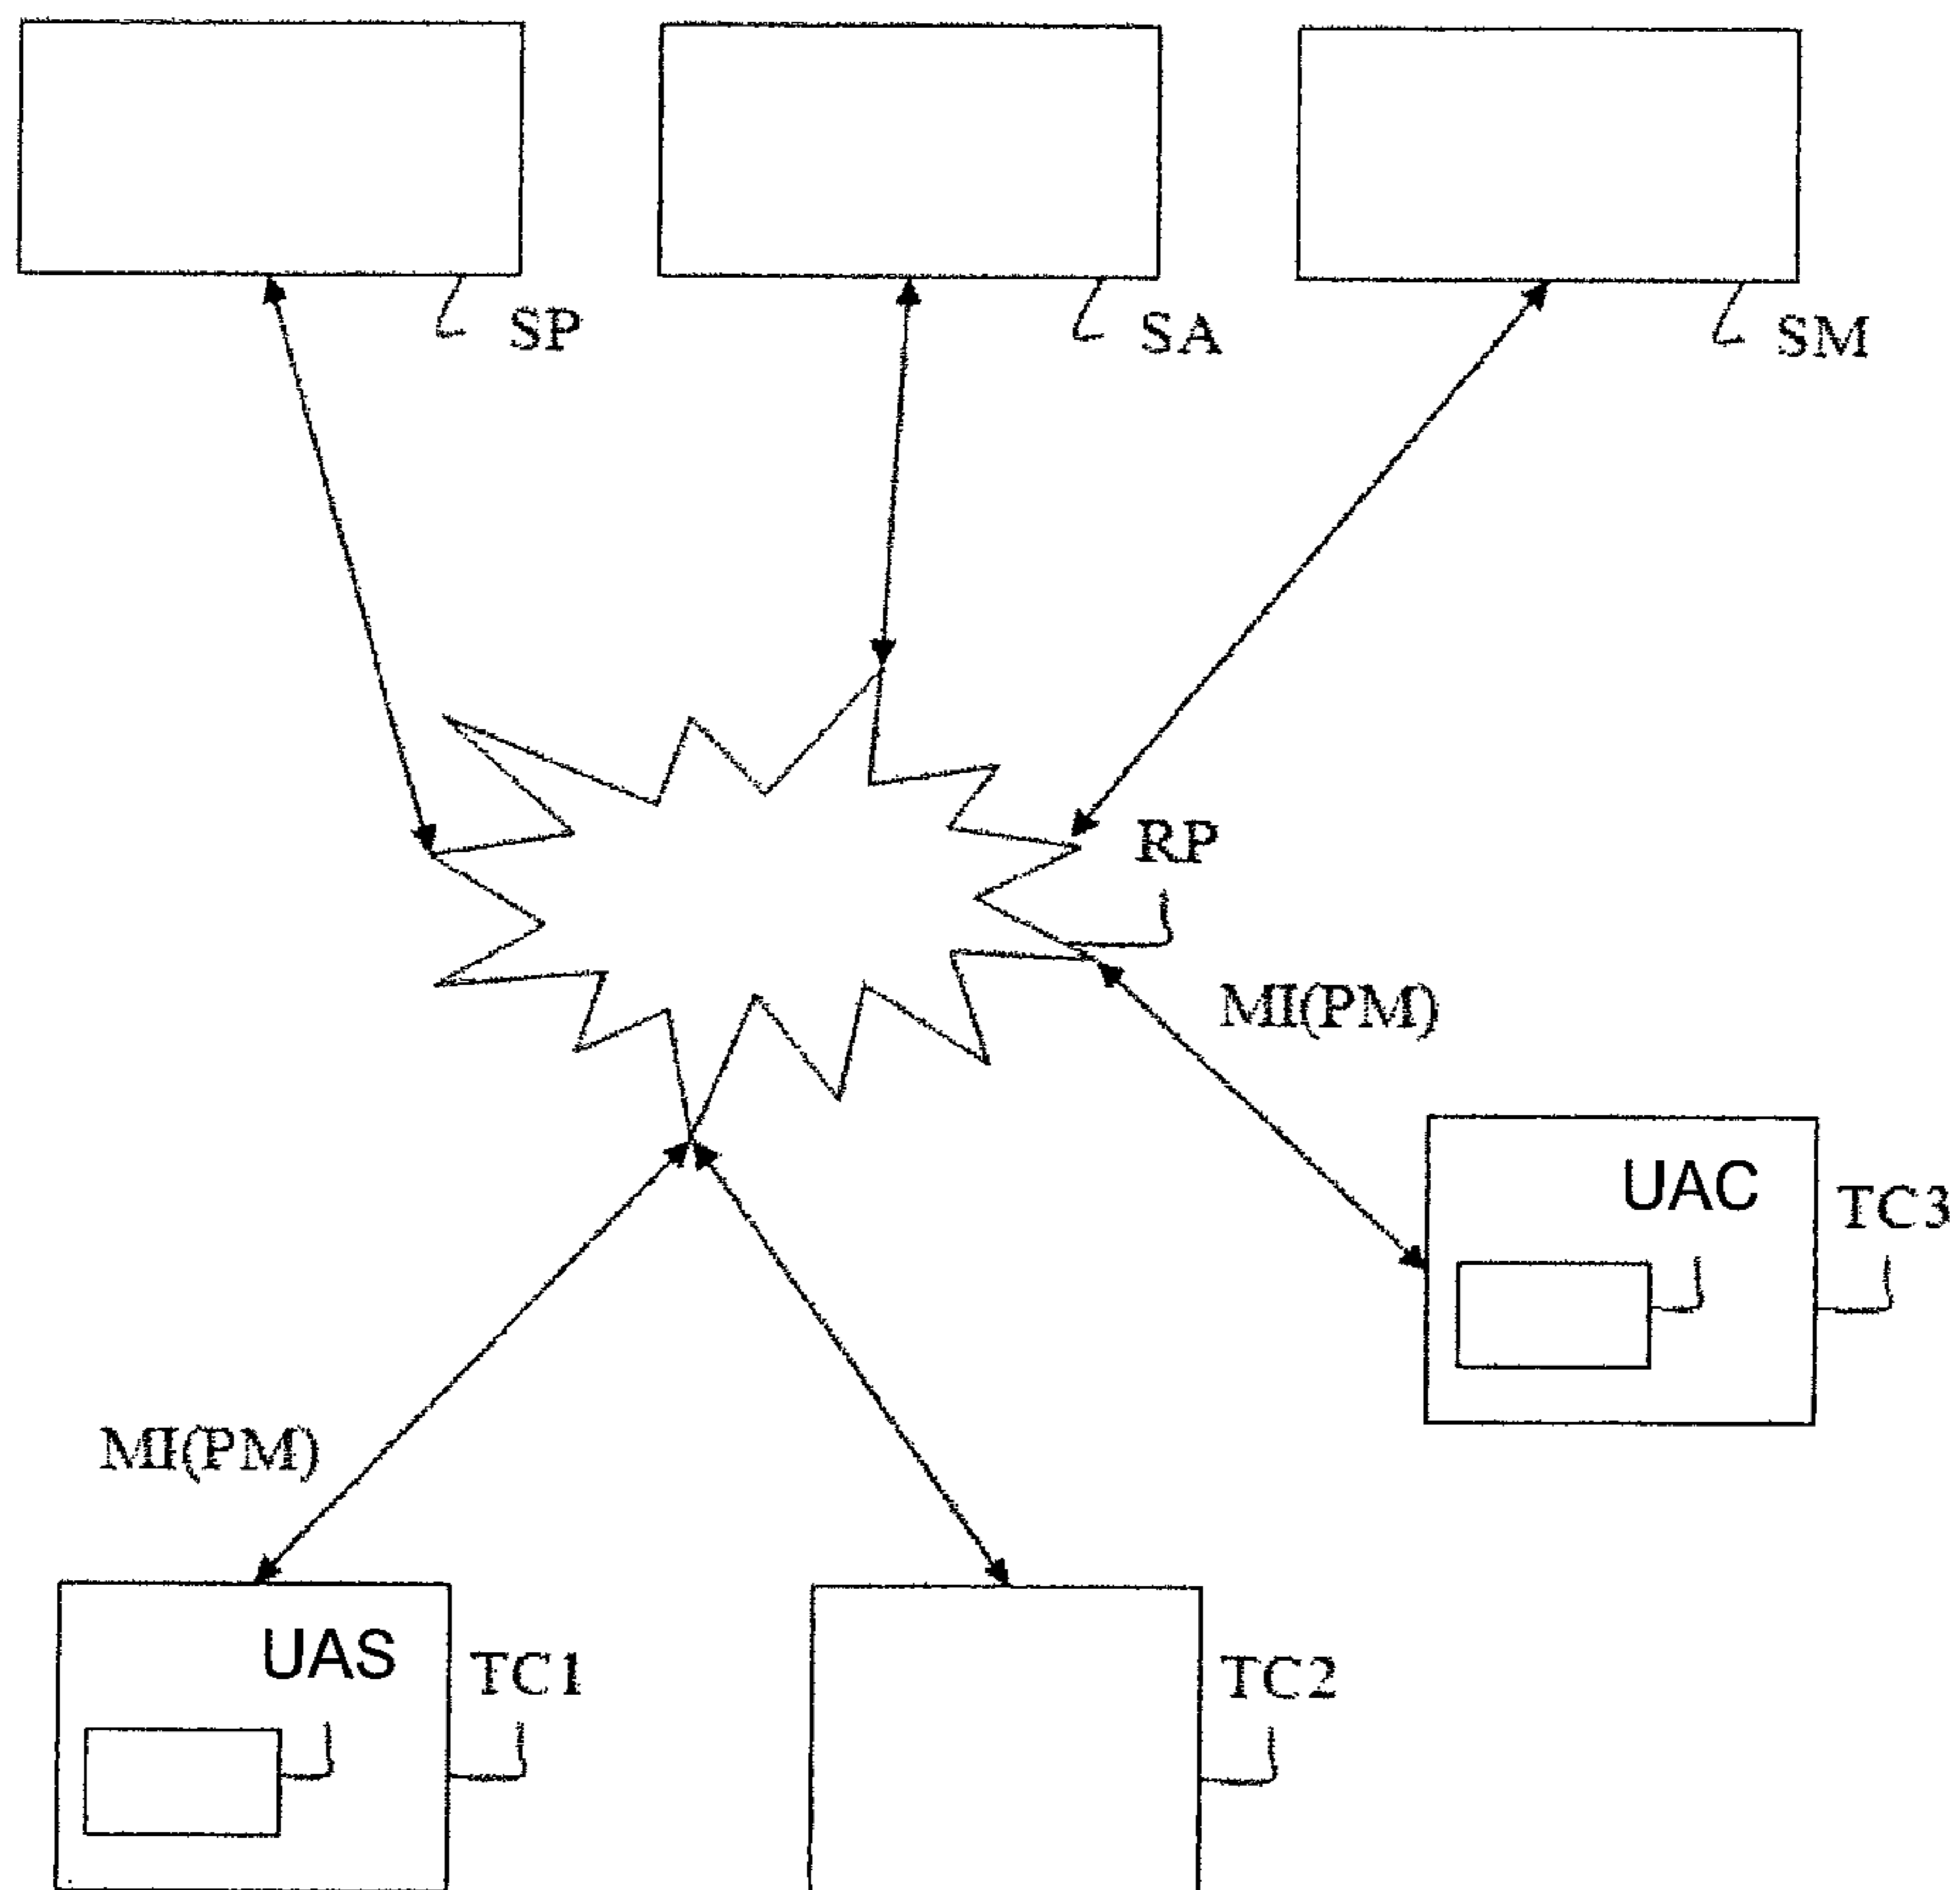 SP
SA
SM
RP
MI(PM)
UAC
TC3
MI(PM)
UAS
TC1
TC2